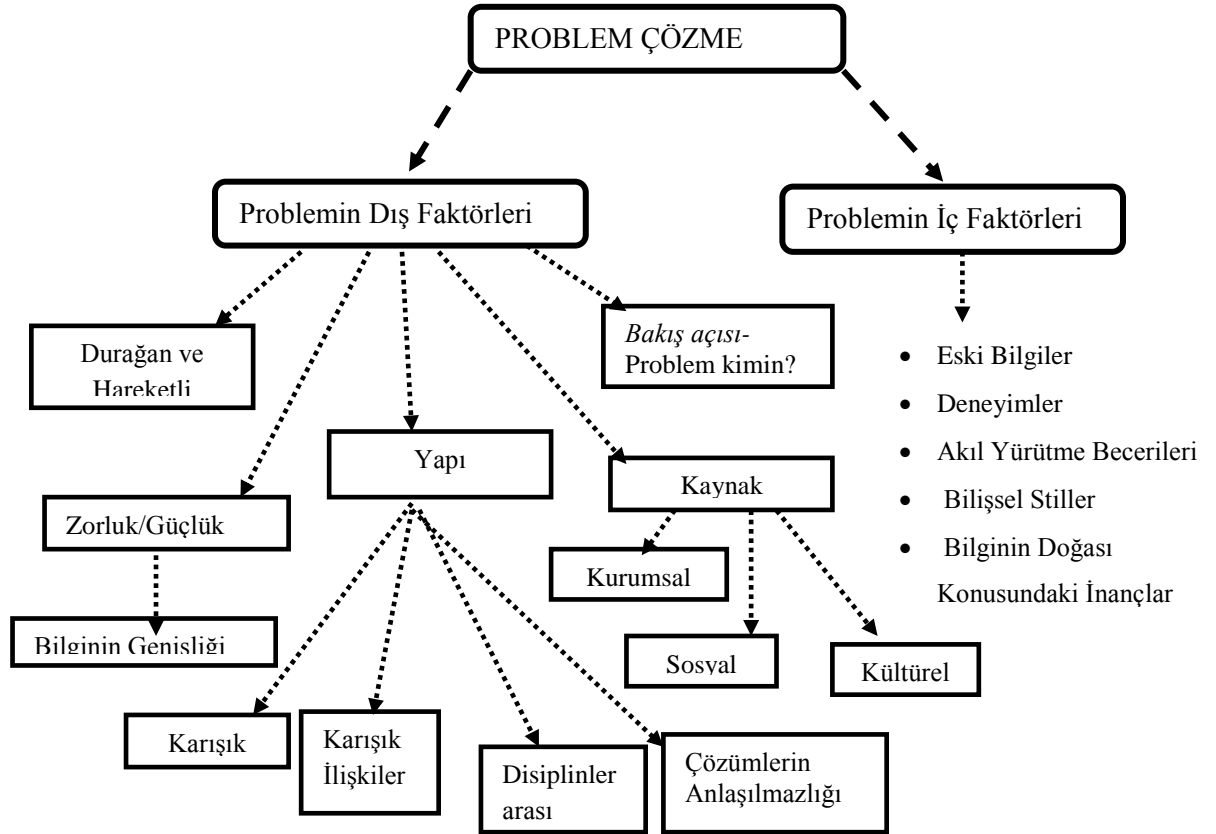 PROBLEM ÇÖZME
Problemin Dış Faktörleri
Problemin İç Faktörleri
Durağan ve
Hareketli
Bakış açısı-
Problem kimin?
Yapı
Kaynak
Zorluk/Güçlük
Bilginin Genişliği
Kurumsal
Sosyal
Kültürel
Karışık
Karışık
İlişkiler
Disiplinler
arası
Çözümlerin
Anlaşılmazlığı
• Eski Bilgiler
• Deneyimler
• Akıl Yürütme Becerileri
• Bilişsel Stiller
• Bilginin Doğası
Konusundaki İnançlar